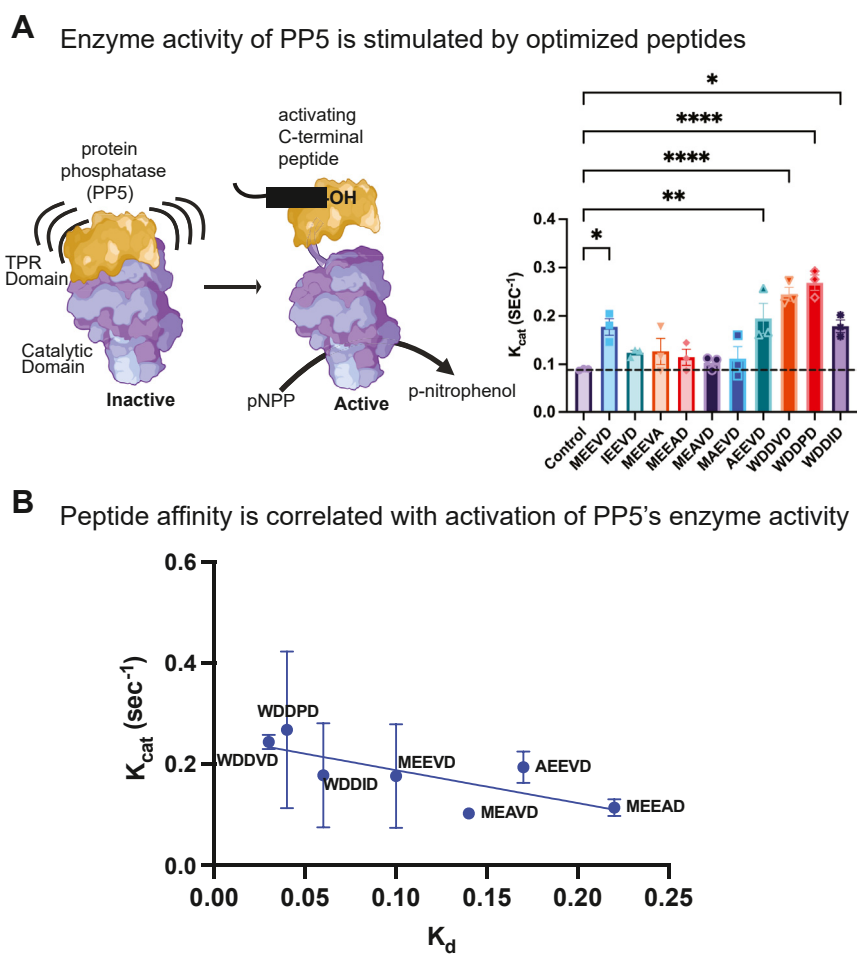 A Enzyme activity of PP5 is stimulated by optimized peptides
protein
phosphatase
(PP5)
TPR
Domain
Catalytic
Domain
Inactive
activating
C-terminal
peptide
-OH
pNPP
Active
p-nitrophenol
*
****
****
**
*
Kcat (SEC-1)
0.4
0.3
0.2
0.1
0.0
Control
MEEVD
IEEVD
MEEVA
MEEAD
MEAVD
MAEVD
AEEVD
WDDVD
WDDPD
WDDID
B Peptide affinity is correlated with activation of PP5's enzyme activity
Kcat (sec-1)
0.6
0.4
0.2
0.0
WDDPD
WDDVD
WDDID
MEEVD
MEAVD
AEEVD
MEEAD
0.00 0.05 0.10 0.15 0.20 0.25
Kd